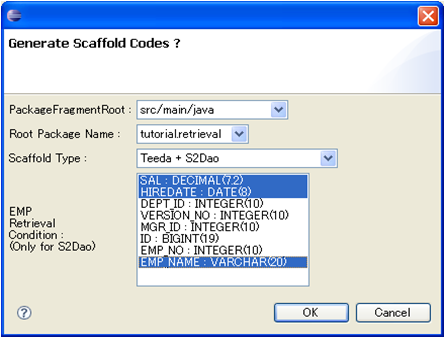 Generate Scaffold Codes ?
PackageFragmentRoot : src/main/java
Root Package Name : tutorial.retrieval
Scaffold Type : Teeda + S2Dao
EMP
Retrieval
Condition :
(Only for S2Dao)
SAL : DECIMAL(7.2)
HIREDATE : DATE(8)
DEPT_ID : INTEGER(10)
VERSION_NO : INTEGER(10)
MGR_ID : INTEGER(10)
ID : BIGINT(19)
EMP_NO : INTEGER(10)
EMP_NAME : VARCHAR(20)
?
OK Cancel